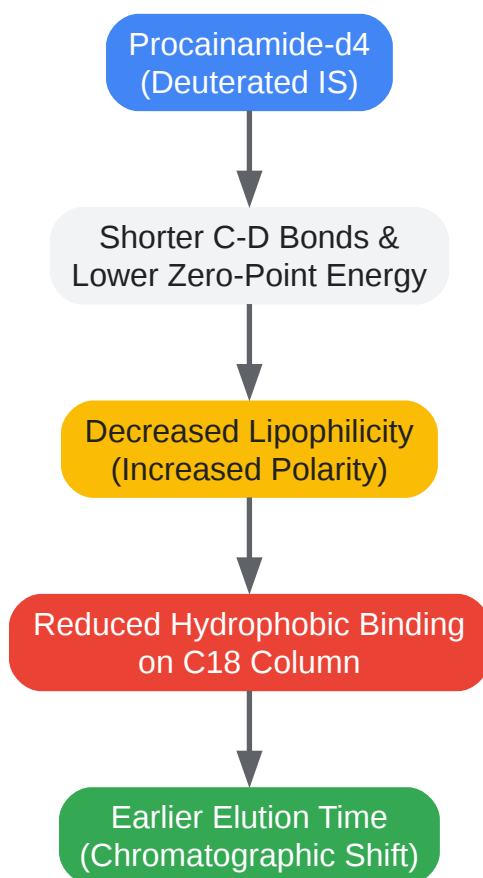 Procainamide-d4
(Deuterated IS)
Shorter C-D Bonds &
Lower Zero-Point Energy
Decreased Lipophilicity
(Increased Polarity)
Reduced Hydrophobic Binding
on C18 Column
Earlier Elution Time
(Chromatographic Shift)